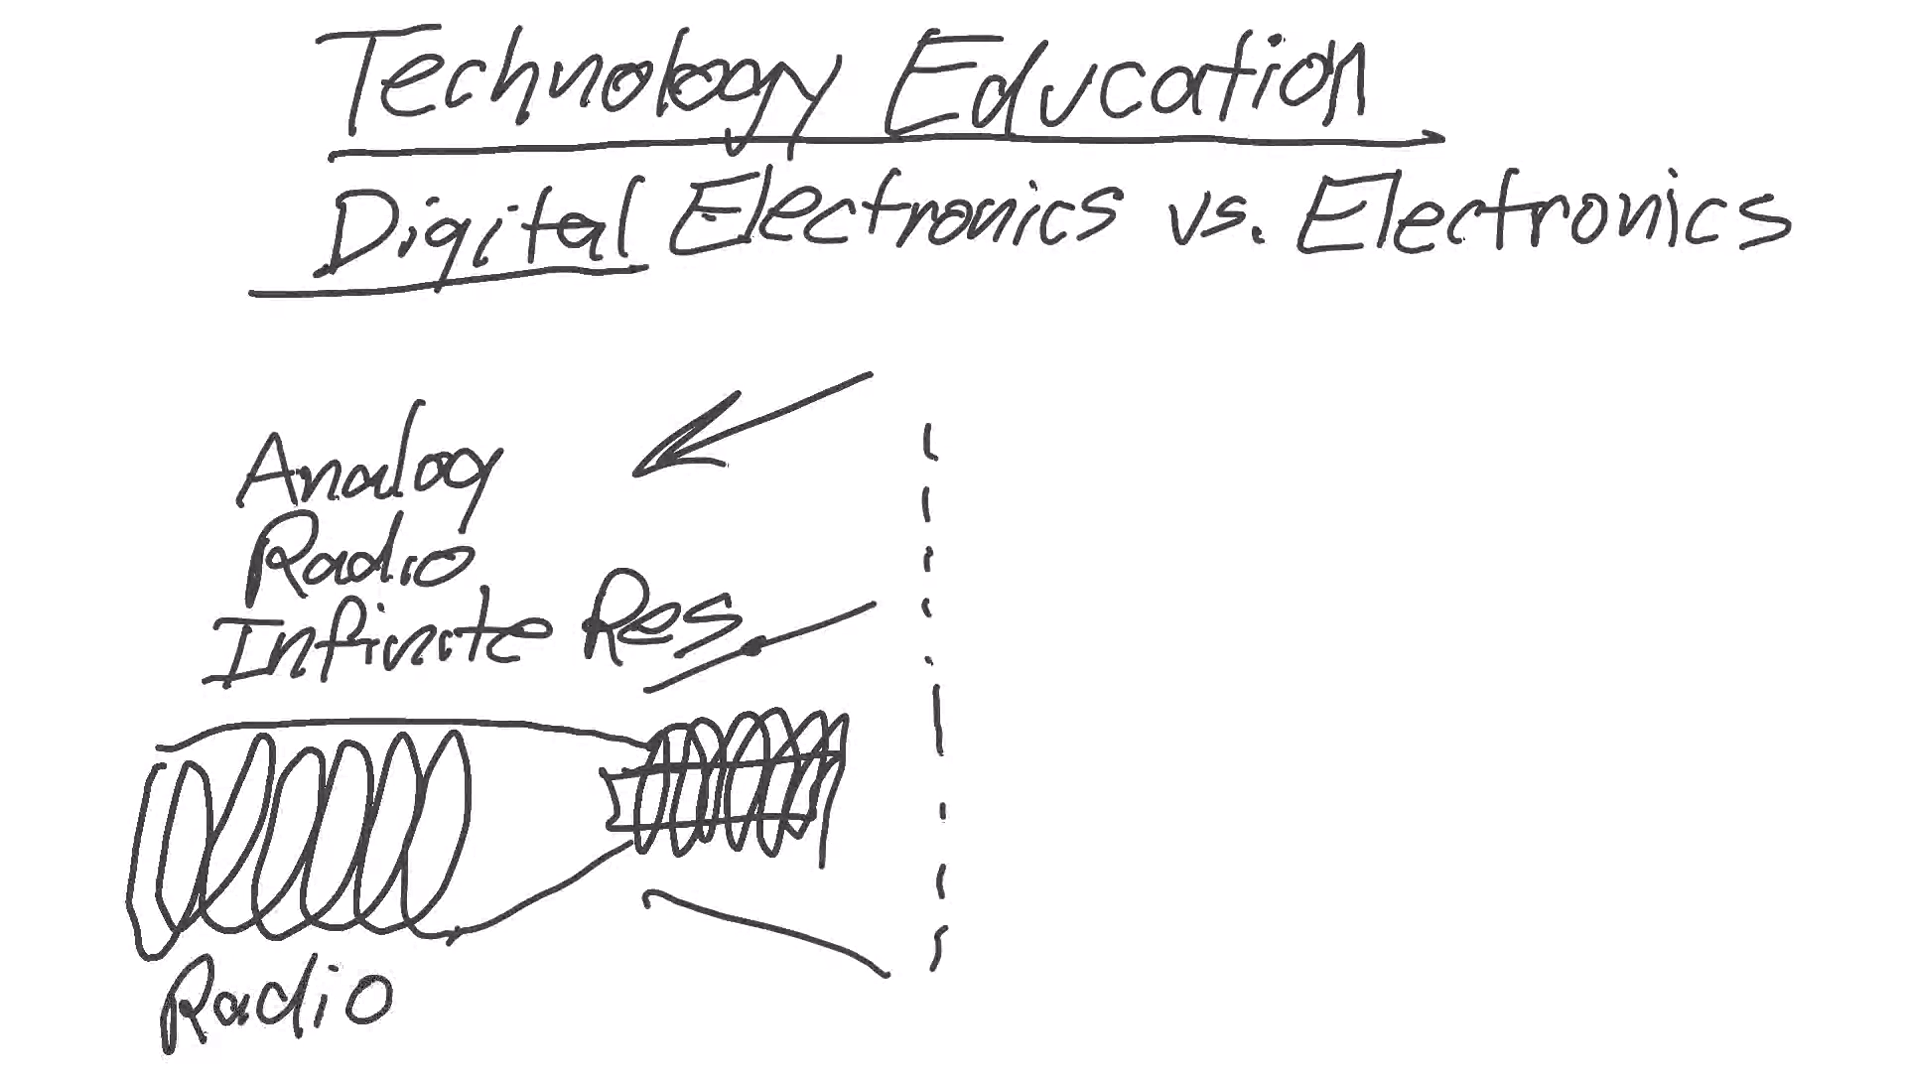 Technology Education
Digital Electronics vs. Electronics
Analog
Radio
Infinite Res
Radio